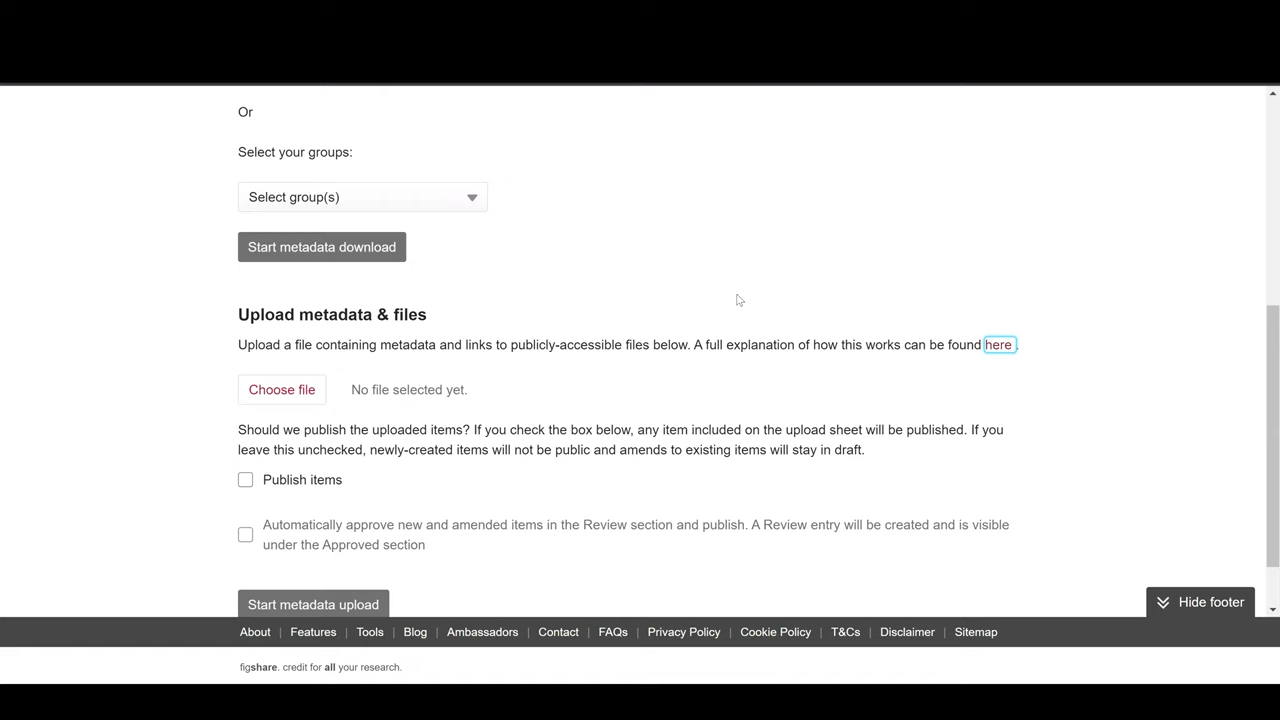 Or
Select your groups:
Select group(s)
Start metadata download
Upload metadata & files
Upload a file containing metadata and links to publicly-accessible files below. A full explanation of how this works can be found here .
Choose file No file selected yet.
Should we publish the uploaded items? If you check the box below, any item included on the upload sheet will be published. If you
leave this unchecked, newly-created items will not be public and amends to existing items will stay in draft.
Publish items
Automatically approve new and amended items in the Review section and publish. A Review entry will be created and is visible
under the Approved section
Hide footer
Start metadata upload
About | Features | Tools | Blog | Ambassadors | Contact | FAQs | Privacy Policy | Cookie Policy | T&Cs | Disclaimer | Sitemap
figshare. credit for all your research.